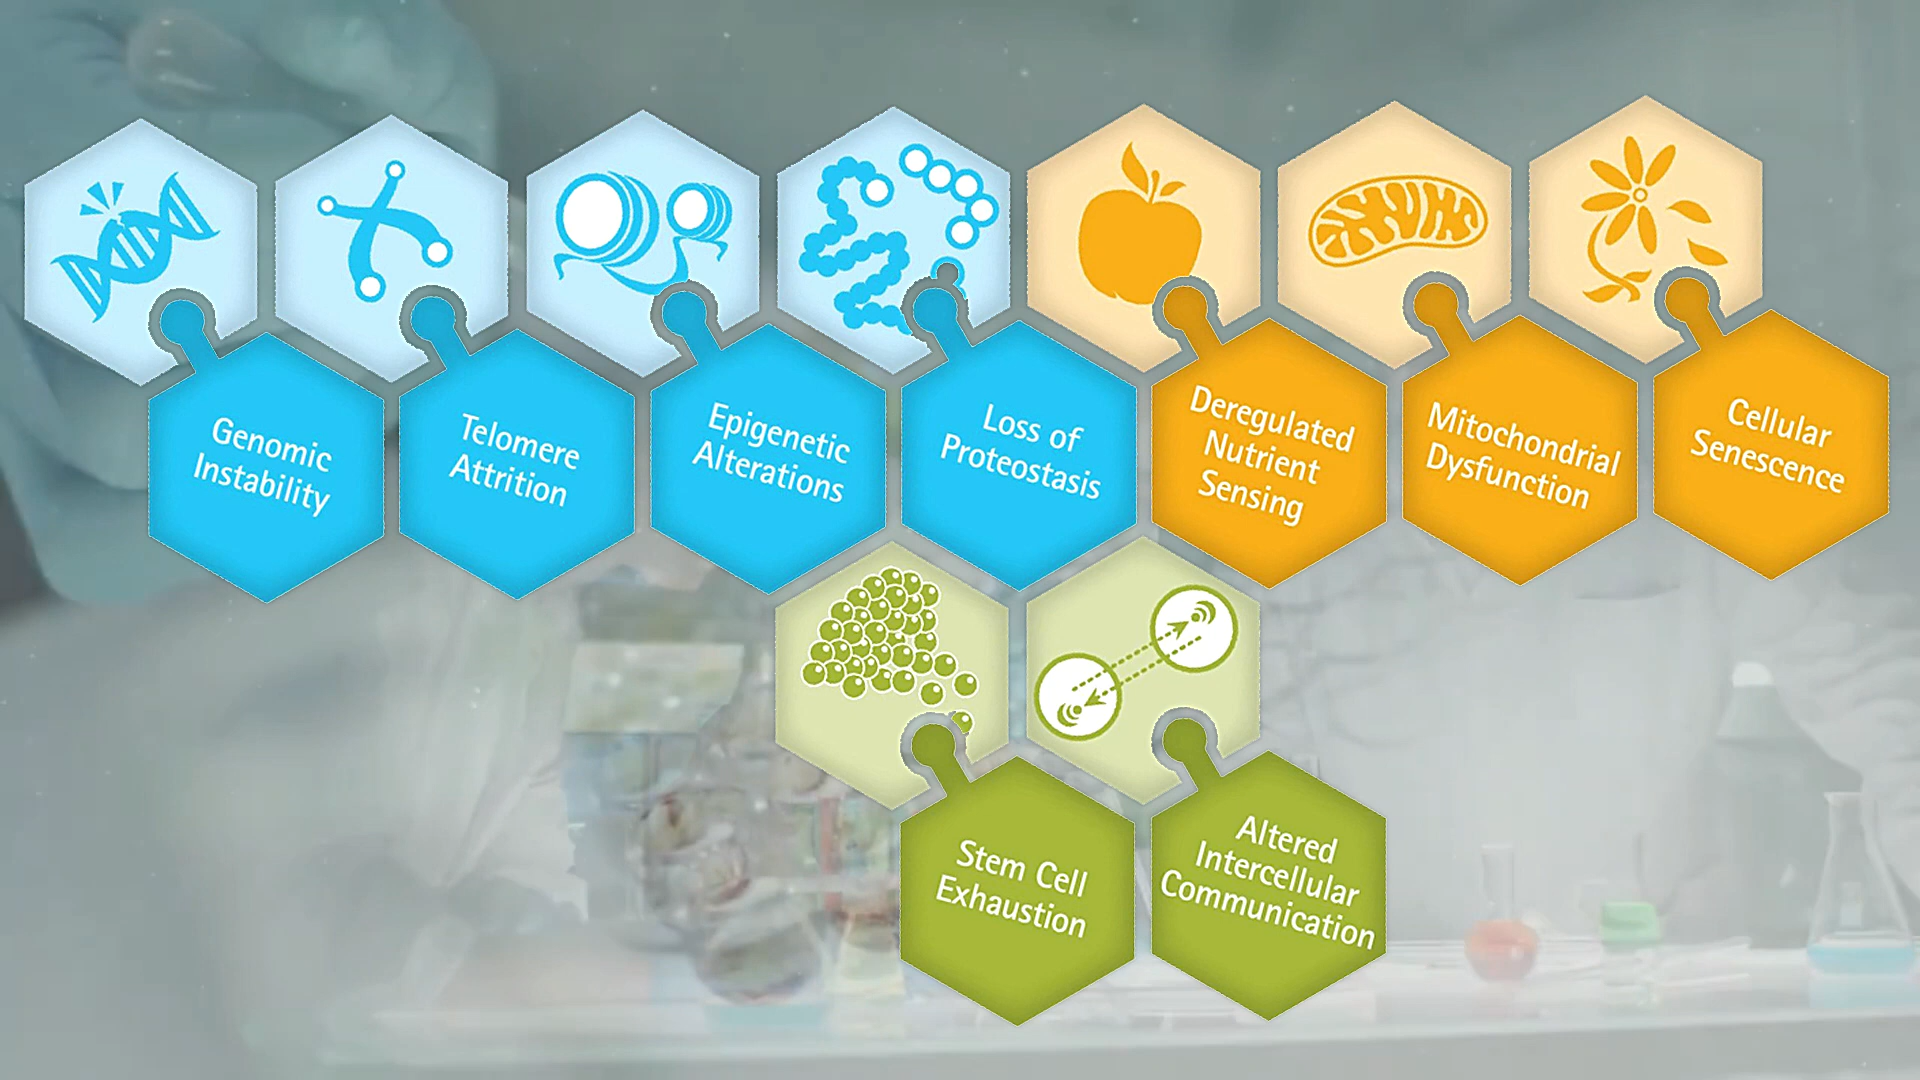 Genomic
Instability
Telomere
Attrition
Epigenetic
Alterations
Loss of
Proteostasis
Deregulated
Nutrient
Sensing
Mitochondrial
Dysfunction
Cellular
Senescence
Stem Cell
Exhaustion
Altered
Intercellular
Communication